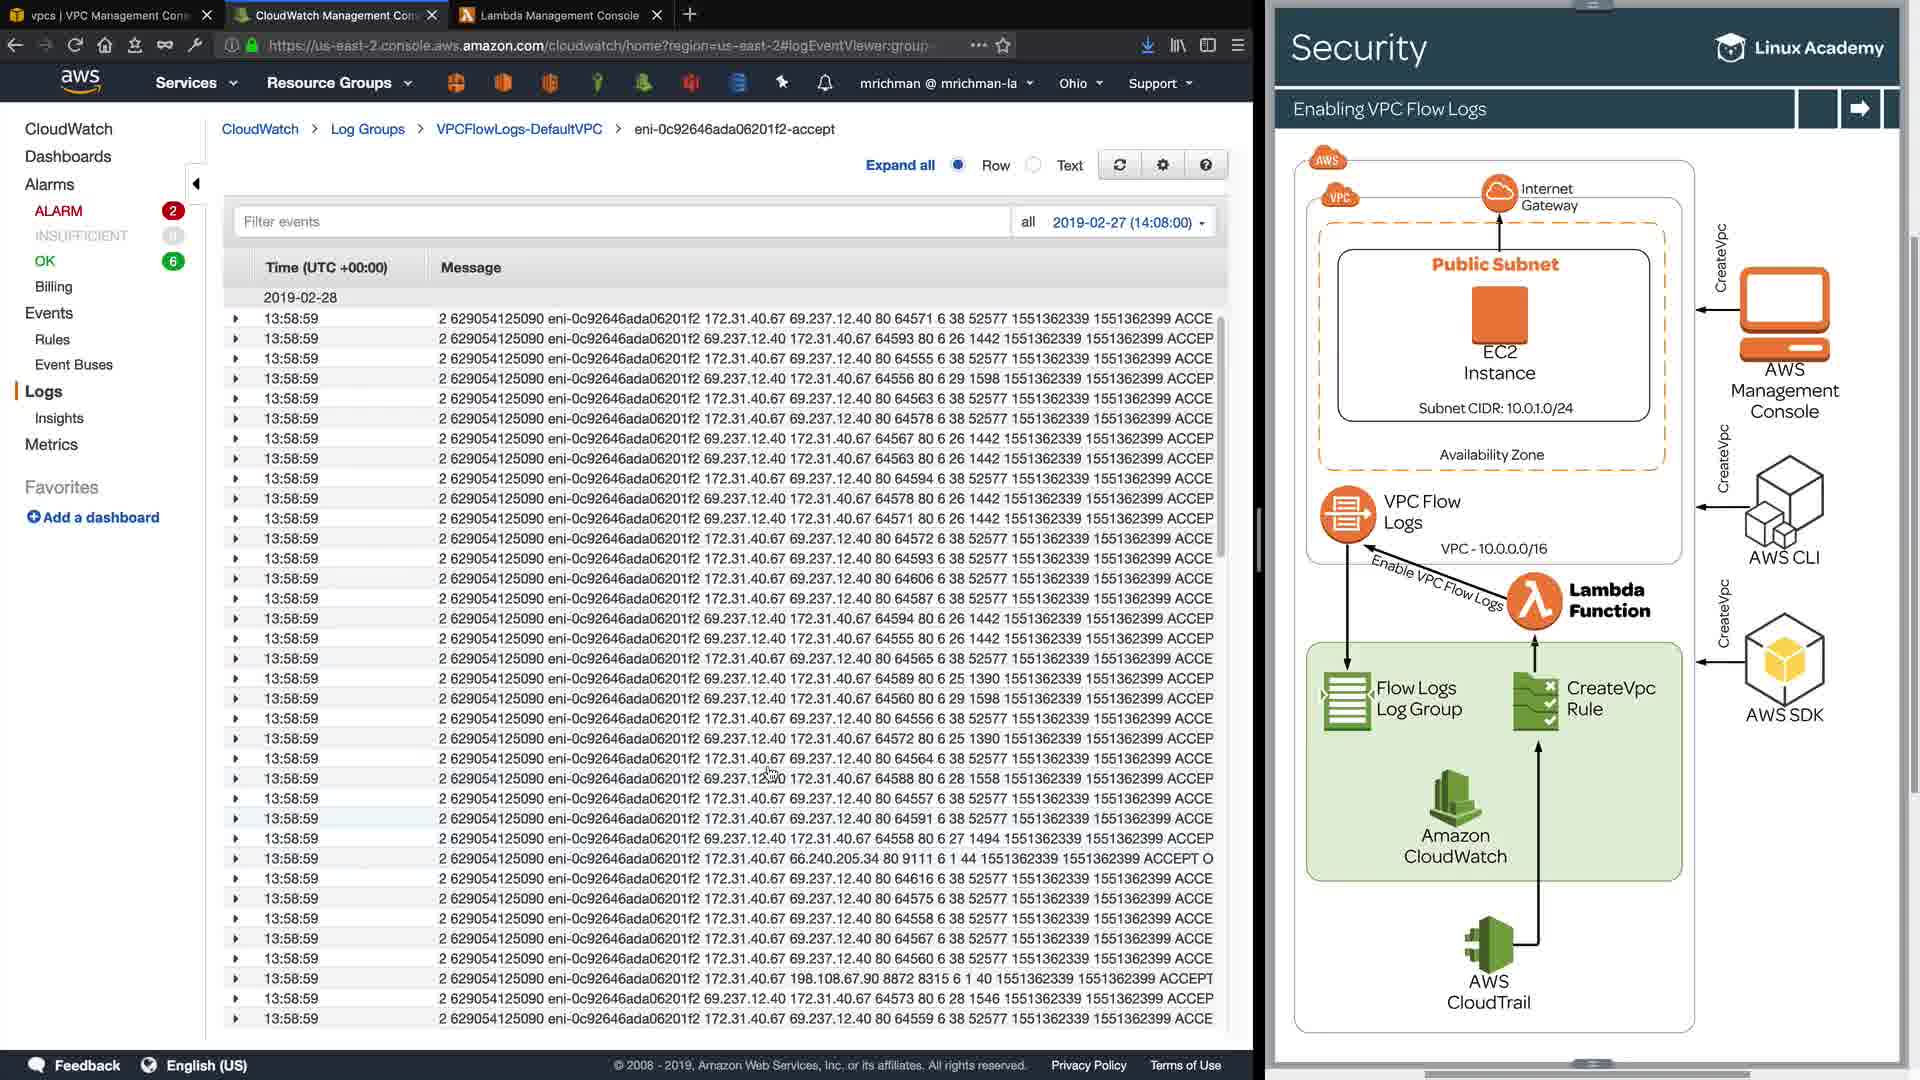 vpcs | VPC Management Con
CloudWatch Management Con
Lambda Management Console
https://us-east-2.console.aws.amazon.com/cloudwatch/home?region=us-east-2#logEventViewer:group
aws
Services
Resource Groups
mrichman @ mrichman-la
Ohio
Support
CloudWatch
Dashboards
Alarms
ALARM 2
INSUFFICIENT 0
OK 6
Billing
Events
Rules
Event Buses
Logs
Insights
Metrics
Favorites
Add a dashboard
CloudWatch > Log Groups > VPCFlowLogs-DefaultVPC > eni-0c92646ada06201f2-accept
Expand all Row Text
Filter events
all 2019-02-27 (14:08:00)
Time (UTC +00:00) Message
2019-02-28
13:58:59 2 629054125090 eni-0c92646ada06201f2 172.31.40.67 69.237.12.40 80 64571 6 38 52577 1551362339 1551362399 ACCE
13:58:59 2 629054125090 eni-0c92646ada06201f2 69.237.12.40 172.31.40.67 64593 80 6 26 1442 1551362339 1551362399 ACCEP
13:58:59 2 629054125090 eni-0c92646ada06201f2 172.31.40.67 69.237.12.40 80 64555 6 38 52577 1551362339 1551362399 ACCE
13:58:59 2 629054125090 eni-0c92646ada06201f2 69.237.12.40 172.31.40.67 64556 80 6 29 1598 1551362339 1551362399 ACCEP
13:58:59 2 629054125090 eni-0c92646ada06201f2 172.31.40.67 69.237.12.40 80 64563 6 38 52577 1551362339 1551362399 ACCE
13:58:59 2 629054125090 eni-0c92646ada06201f2 172.31.40.67 69.237.12.40 80 64578 6 38 52577 1551362339 1551362399 ACCE
13:58:59 2 629054125090 eni-0c92646ada06201f2 69.237.12.40 172.31.40.67 64567 80 6 26 1442 1551362339 1551362399 ACCEP
13:58:59 2 629054125090 eni-0c92646ada06201f2 69.237.12.40 172.31.40.67 64563 80 6 26 1442 1551362339 1551362399 ACCEP
13:58:59 2 629054125090 eni-0c92646ada06201f2 172.31.40.67 69.237.12.40 80 64594 6 38 52577 1551362339 1551362399 ACCE
13:58:59 2 629054125090 eni-0c92646ada06201f2 69.237.12.40 172.31.40.67 64578 80 6 26 1442 1551362339 1551362399 ACCEP
13:58:59 2 629054125090 eni-0c92646ada06201f2 69.237.12.40 172.31.40.67 64571 80 6 26 1442 1551362339 1551362399 ACCEP
13:58:59 2 629054125090 eni-0c92646ada06201f2 172.31.40.67 69.237.12.40 80 64572 6 38 52577 1551362339 1551362399 ACCE
13:58:59 2 629054125090 eni-0c92646ada06201f2 172.31.40.67 69.237.12.40 80 64593 6 38 52577 1551362339 1551362399 ACCE
13:58:59 2 629054125090 eni-0c92646ada06201f2 172.31.40.67 69.237.12.40 80 64606 6 38 52577 1551362339 1551362399 ACCE
13:58:59 2 629054125090 eni-0c92646ada06201f2 172.31.40.67 69.237.12.40 80 64587 6 38 52577 1551362339 1551362399 ACCE
13:58:59 2 629054125090 eni-0c92646ada06201f2 69.237.12.40 172.31.40.67 64594 80 6 26 1442 1551362339 1551362399 ACCEP
13:58:59 2 629054125090 eni-0c92646ada06201f2 69.237.12.40 172.31.40.67 64555 80 6 26 1442 1551362339 1551362399 ACCEP
13:58:59 2 629054125090 eni-0c92646ada06201f2 172.31.40.67 69.237.12.40 80 64565 6 38 52577 1551362339 1551362399 ACCE
13:58:59 2 629054125090 eni-0c92646ada06201f2 69.237.12.40 172.31.40.67 64589 80 6 25 1390 1551362339 1551362399 ACCEP
13:58:59 2 629054125090 eni-0c92646ada06201f2 69.237.12.40 172.31.40.67 64560 80 6 29 1598 1551362339 1551362399 ACCEP
13:58:59 2 629054125090 eni-0c92646ada06201f2 172.31.40.67 69.237.12.40 80 64556 6 38 52577 1551362339 1551362399 ACCE
13:58:59 2 629054125090 eni-0c92646ada06201f2 69.237.12.40 172.31.40.67 64572 80 6 25 1390 1551362339 1551362399 ACCEP
13:58:59 2 629054125090 eni-0c92646ada06201f2 172.31.40.67 69.237.12.40 80 64564 6 38 52577 1551362339 1551362399 ACCE
13:58:59 2 629054125090 eni-0c92646ada06201f2 69.237.12.40 172.31.40.67 64588 80 6 28 1558 1551362339 1551362399 ACCEP
13:58:59 2 629054125090 eni-0c92646ada06201f2 172.31.40.67 69.237.12.40 80 64557 6 38 52577 1551362339 1551362399 ACCE
13:58:59 2 629054125090 eni-0c92646ada06201f2 172.31.40.67 69.237.12.40 80 64591 6 38 52577 1551362339 1551362399 ACCE
13:58:59 2 629054125090 eni-0c92646ada06201f2 69.237.12.40 172.31.40.67 64558 80 6 27 1494 1551362339 1551362399 ACCEP
13:58:59 2 629054125090 eni-0c92646ada06201f2 172.31.40.67 66.240.205.34 80 9111 6 1 44 1551362339 1551362399 ACCEPT O
13:58:59 2 629054125090 eni-0c92646ada06201f2 172.31.40.67 69.237.12.40 80 64616 6 38 52577 1551362339 1551362399 ACCE
13:58:59 2 629054125090 eni-0c92646ada06201f2 172.31.40.67 69.237.12.40 80 64575 6 38 52577 1551362339 1551362399 ACCE
13:58:59 2 629054125090 eni-0c92646ada06201f2 172.31.40.67 69.237.12.40 80 64558 6 38 52577 1551362339 1551362399 ACCE
13:58:59 2 629054125090 eni-0c92646ada06201f2 172.31.40.67 69.237.12.40 80 64567 6 38 52577 1551362339 1551362399 ACCE
13:58:59 2 629054125090 eni-0c92646ada06201f2 172.31.40.67 69.237.12.40 80 64560 6 38 52577 1551362339 1551362399 ACCE
13:58:59 2 629054125090 eni-0c92646ada06201f2 172.31.40.67 198.108.67.90 8872 8315 6 1 40 1551362339 1551362399 ACCEPT
13:58:59 2 629054125090 eni-0c92646ada06201f2 69.237.12.40 172.31.40.67 64573 80 6 28 1546 1551362339 1551362399 ACCEP
13:58:59 2 629054125090 eni-0c92646ada06201f2 172.31.40.67 69.237.12.40 80 64559 6 38 52577 1551362339 1551362399 ACCE
Feedback
English (US)
© 2008 - 2019, Amazon Web Services, Inc. or its affiliates. All rights reserved.
Privacy Policy
Terms of Use
Security
Linux Academy
Enabling VPC Flow Logs
AWS
VPC
Internet
Gateway
Public Subnet
EC2
Instance
Subnet CIDR: 10.0.1.0/24
Availability Zone
VPC Flow
Logs
VPC - 10.0.0.0/16
Enable VPC Flow Logs
Lambda
Function
Flow Logs
Log Group
CreateVpc
Rule
Amazon
CloudWatch
AWS
CloudTrail
CreateVpc
AWS
Management
Console
CreateVpc
AWS CLI
CreateVpc
AWS SDK